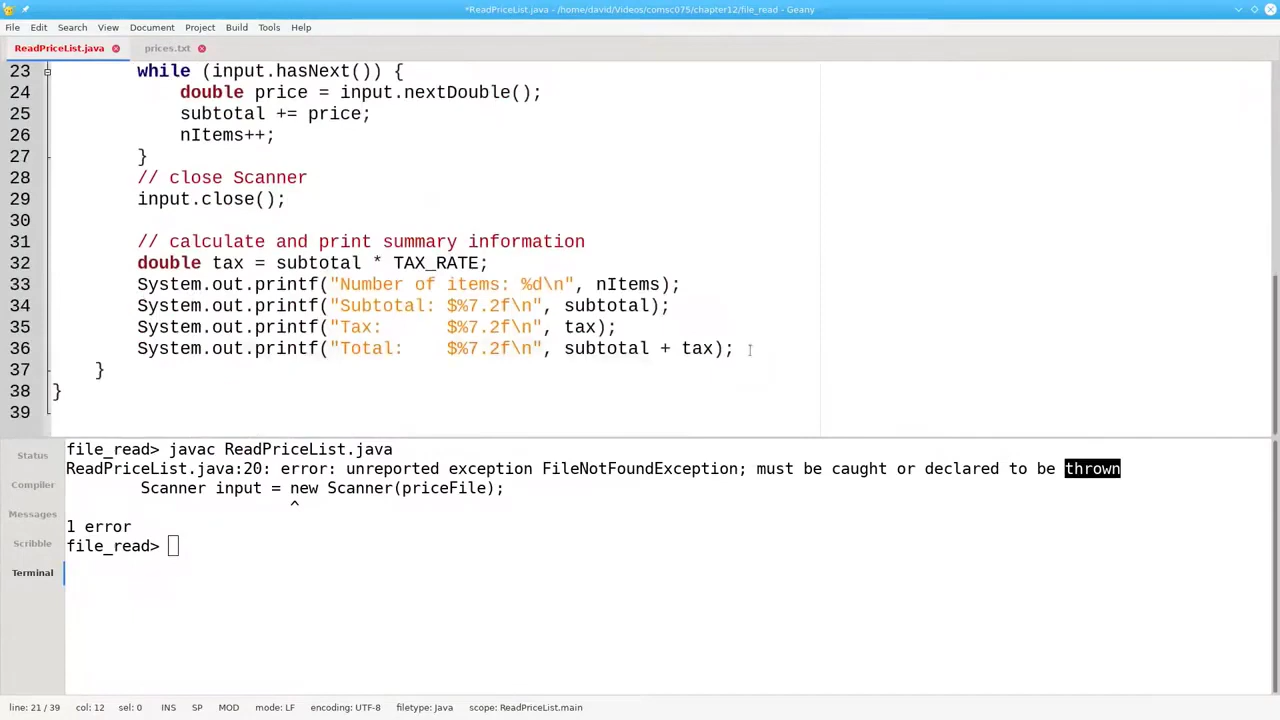 *ReadPriceList.java - /home/david/Videos/comsc075/chapter12/file_read - Geany
File Edit Search View Document Project Build Tools Help
ReadPriceList.java prices.txt
23 while (input.hasNext()) {
24 double price = input.nextDouble();
25 subtotal += price;
26 nItems++;
27 }
28 // close Scanner
29 input.close();
30
31 // calculate and print summary information
32 double tax = subtotal * TAX_RATE;
33 System.out.printf("Number of items: %d\n", nItems);
34 System.out.printf("Subtotal: $%7.2f\n", subtotal);
35 System.out.printf("Tax:      $%7.2f\n", tax);
36 System.out.printf("Total:    $%7.2f\n", subtotal + tax);
37 }
38 }
39
Status
Compiler
Messages
Scribble
Terminal
file_read> javac ReadPriceList.java
ReadPriceList.java:20: error: unreported exception FileNotFoundException; must be caught or declared to be thrown
Scanner input = new Scanner(priceFile);
^
1 error
file_read>
line: 21 / 39 col: 12 sel: 0 INS SP MOD mode: LF encoding: UTF-8 filetype: Java scope: ReadPriceList.main